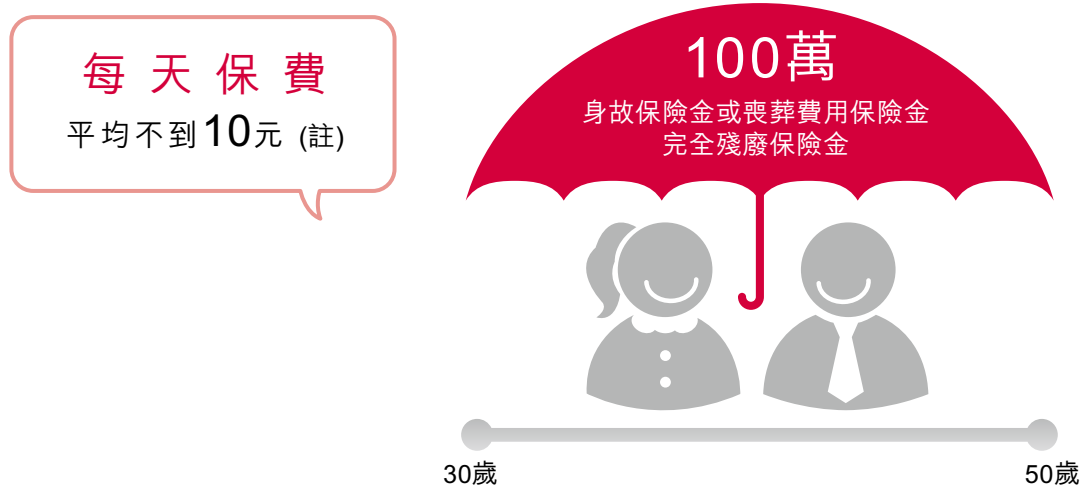 每天保費
平均不到10元 (註)
100萬
身故保險金或喪葬費用保險金
完全殘廢保險金
30歲
50歲